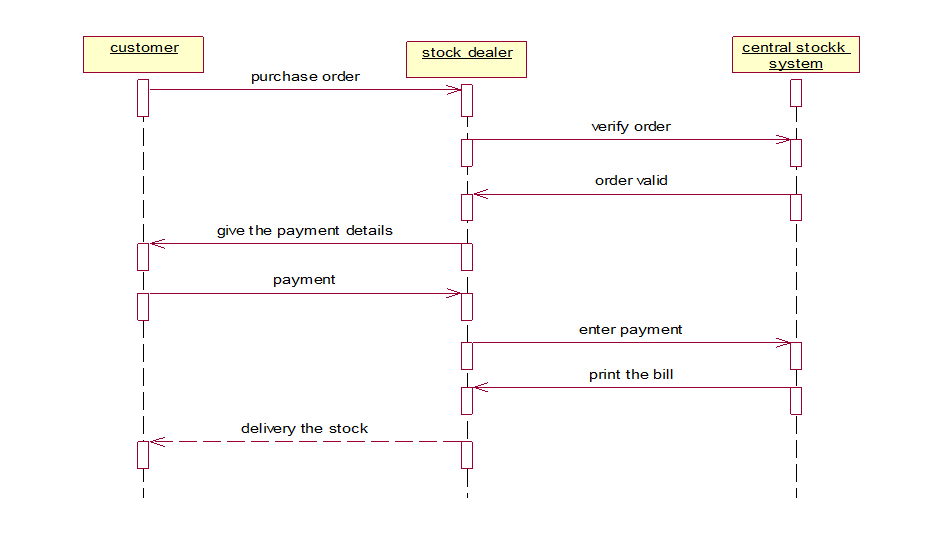 customer
stock dealer
central stockk
system
purchase order
verify order
order valid
give the payment details
payment
enter payment
print the bill
delivery the stock